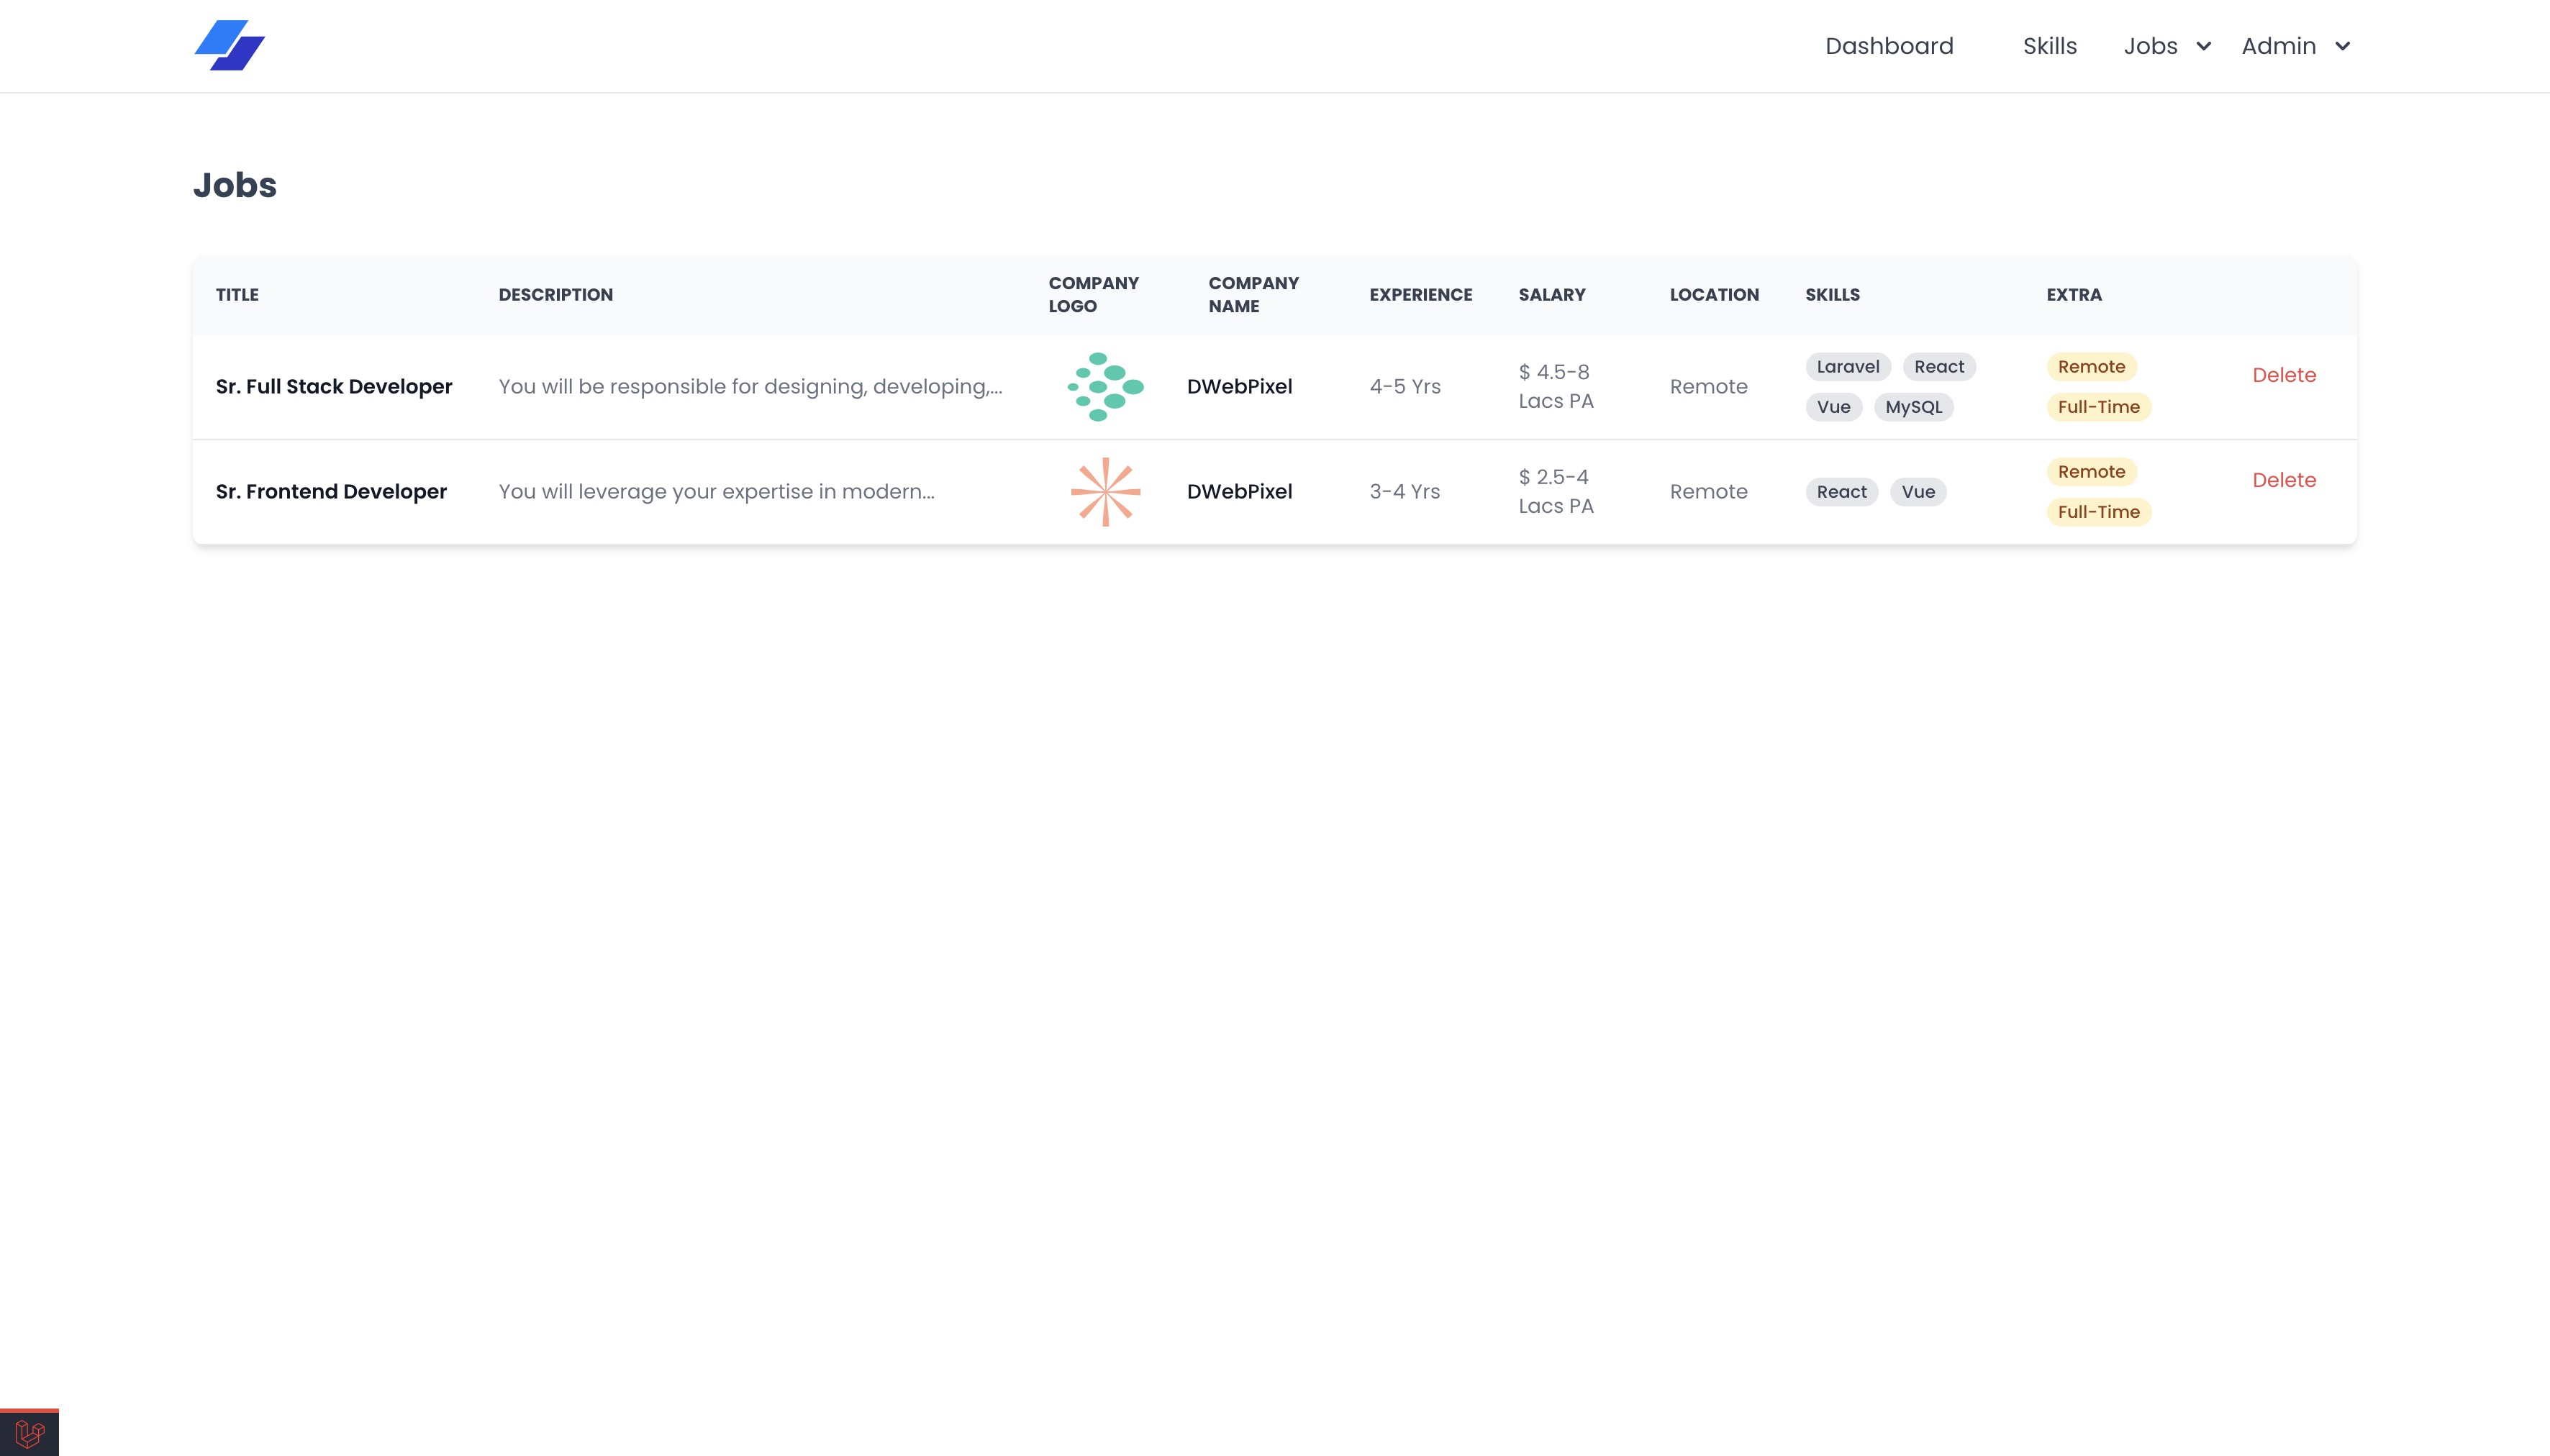 Dashboard Skills Jobs Admin
Jobs
TITLE DESCRIPTION COMPANY LOGO COMPANY NAME EXPERIENCE SALARY LOCATION SKILLS EXTRA
Sr. Full Stack Developer You will be responsible for designing, developing,... DWebPixel 4-5 Yrs $ 4.5-8 Lacs PA Remote Laravel React Vue MySQL Remote Full-Time Delete
Sr. Frontend Developer You will leverage your expertise in modern... DWebPixel 3-4 Yrs $ 2.5-4 Lacs PA Remote React Vue Remote Full-Time Delete